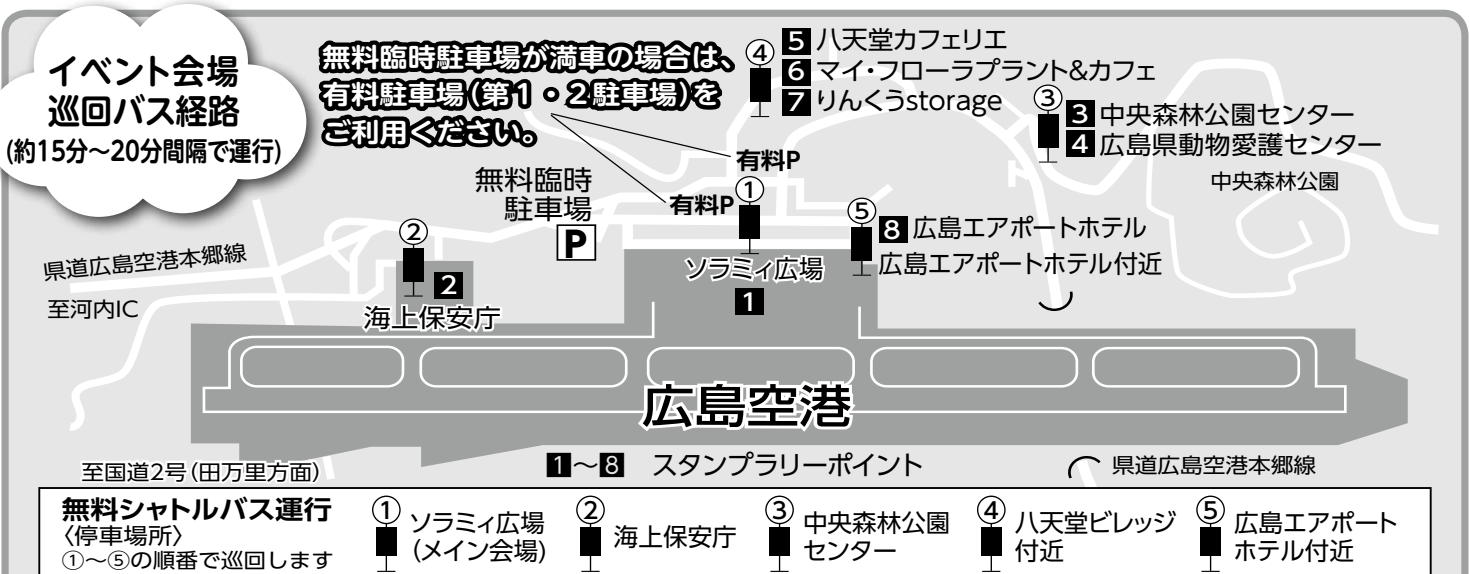 イベント会場
巡回バス経路
(約15分～20分間隔で運行)
無料臨時駐車場が満車の場合は、
有料駐車場(第1・2駐車場)を
ご利用ください。
④
5 八天堂カフェリエ
6 マイ・フローラプラント&カフェ
7 りんくうstorage
③
3 中央森林公園センター
4 広島県動物愛護センター
中央森林公園
有料P
有料P
無料臨時
駐車場
P
①
ソラミィ広場
1
⑤
8 広島エアポートホテル
広島エアポートホテル付近
②
2
海上保安庁
県道広島空港本郷線
至河内IC
広島空港
至国道2号(田万里方面)
1～8 スタンプラリーポイント
県道広島空港本郷線
無料シャトルバス運行
〈停車場所〉
①～⑤の順番で巡回します
①
ソラミィ広場
(メイン会場)
②
海上保安庁
③
中央森林公園
センター
④
八天堂ビレッジ
付近
⑤
広島エアポート
ホテル付近